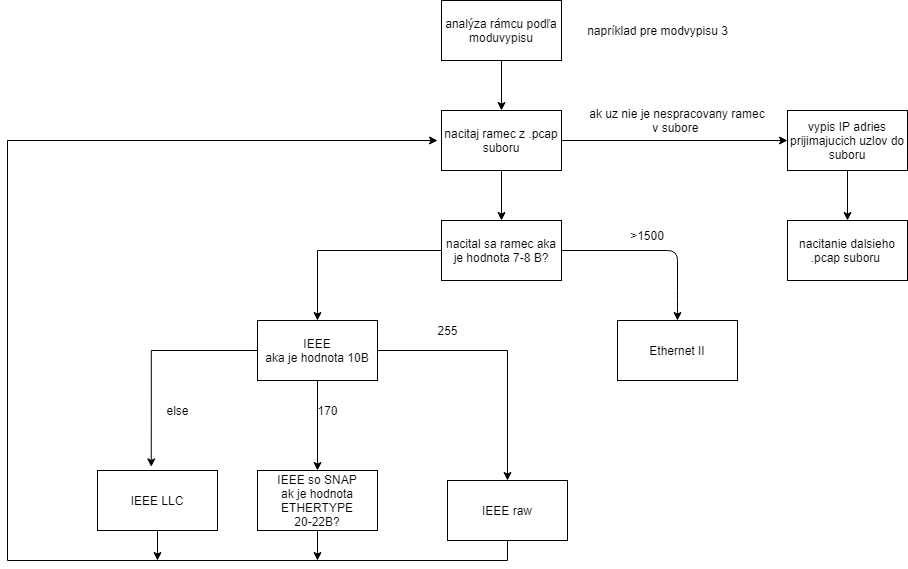 analýza rámcu podľa
moduvypisu
napríklad pre modvypisu 3
nacitaj ramec z .pcap
suboru
ak uz nie je nespracovany ramec
v subore
vypis IP adries
prijimajucich uzlov do
suboru
nacital sa ramec aka
je hodnota 7-8 B?
>1500
nacitanie dalsieho
.pcap suboru
IEEE
aka je hodnota 10B
255
Ethernet II
else
170
IEEE LLC
IEEE so SNAP
ak je hodnota
ETHERTYPE
20-22B?
IEEE raw